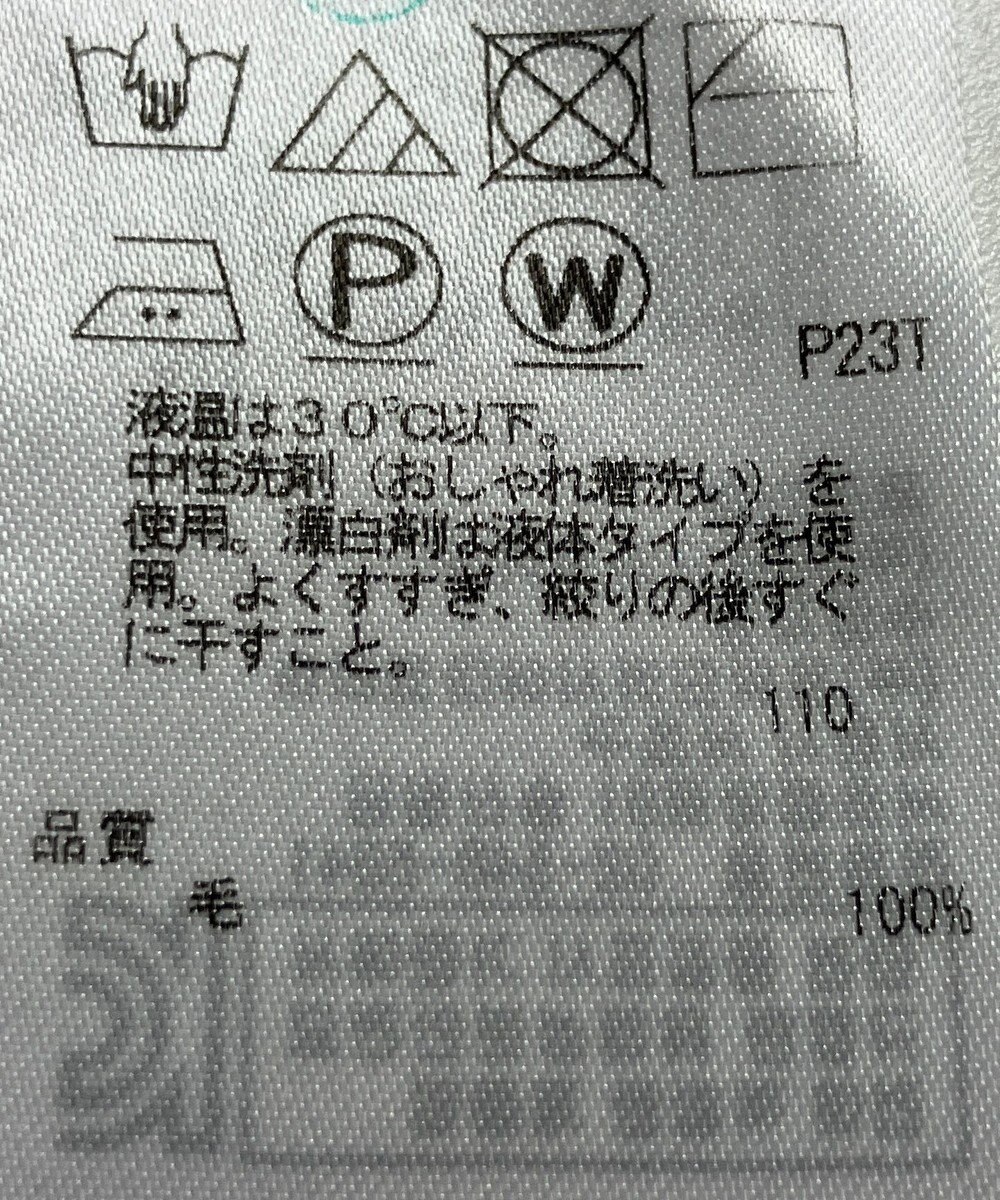 P W
P23T
液温は30℃以下。
中性洗剤（おしゃれ着洗い）を
使用。漂白剤は液体タイプを使
用。よくすすぎ、絞りの後すぐ
に干すこと。
110
品質
毛 100%